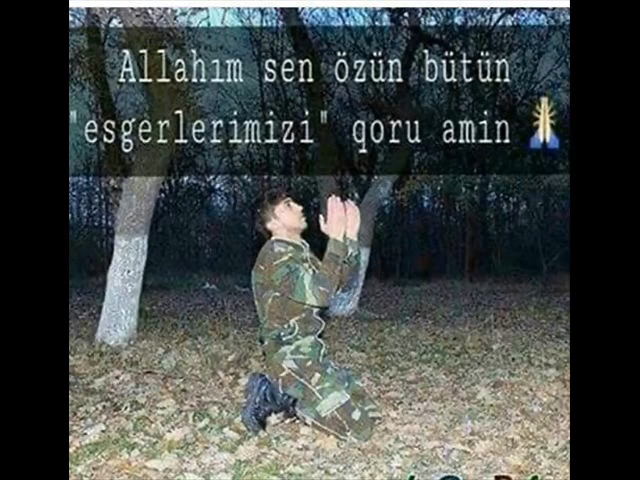 Allahım sen özün bütün
"esgerlerimizi" qoru amin 🙏